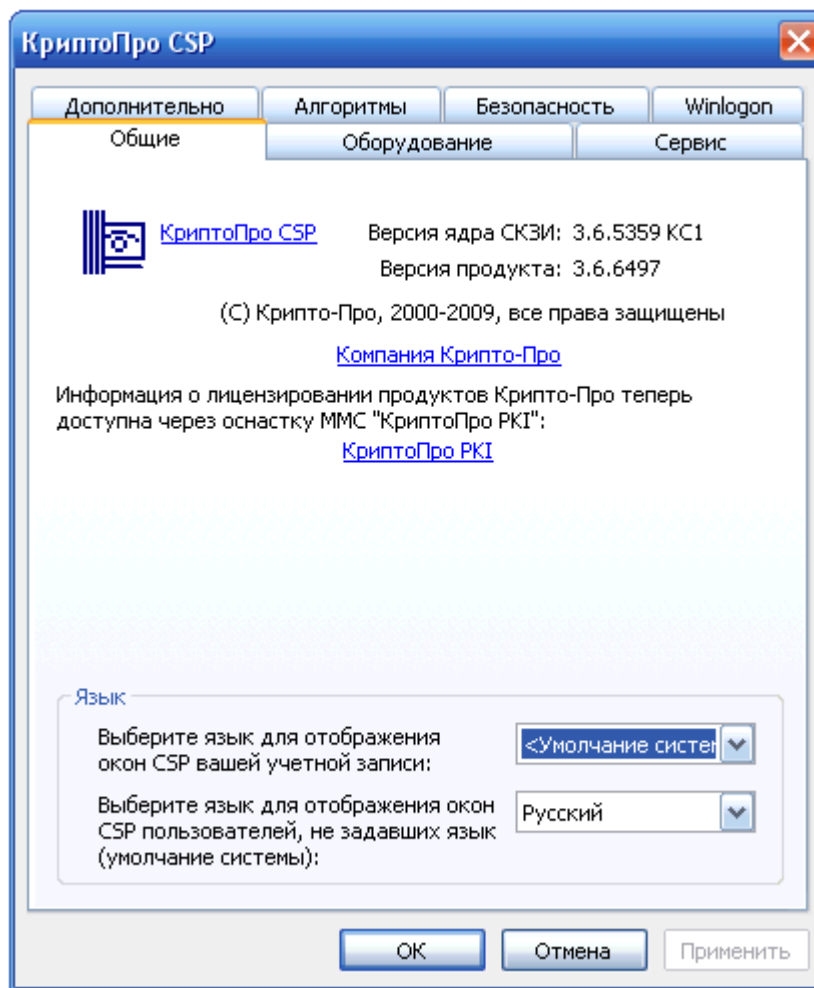 КриптоПро CSP
Дополнительно Алгоритмы Безопасность Winlogon
Общие Оборудование Сервис
КриптоПро CSP Версия ядра СКЗИ: 3.6.5359 КС1
Версия продукта: 3.6.6497
(С) Крипто-Про, 2000-2009, все права защищены
Компания Крипто-Про
Информация о лицензировании продуктов Крипто-Про теперь
доступна через оснастку ММС "КриптоПро PKI":
КриптоПро PKI
Язык
Выберите язык для отображения
окон CSP вашей учетной записи:
<Умолчание систем
Выберите язык для отображения окон
CSP пользователей, не задавших язык
(умолчание системы):
Русский
ОК Отмена Применить